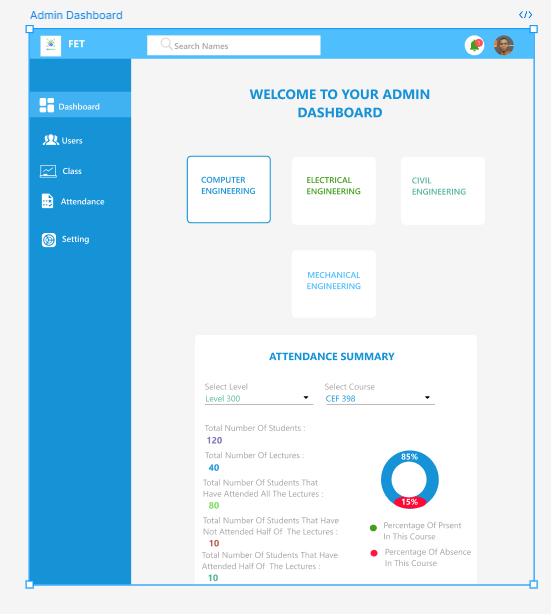 Admin Dashboard
</>
FET
Search Names
Dashboard
Users
Class
Attendance
Setting
WELCOME TO YOUR ADMIN
DASHBOARD
COMPUTER
ENGINEERING
ELECTRICAL
ENGINEERING
CIVIL
ENGINEERING
MECHANICAL
ENGINEERING
ATTENDANCE SUMMARY
Select Level
Level 300
Select Course
CEF 398
Total Number Of Students :
120
Total Number Of Lectures :
40
Total Number Of Students That
Have Attended All The Lectures :
80
Total Number Of Students That Have
Not Attended Half Of The Lectures :
10
Total Number Of Students That Have
Attended Half Of The Lectures :
10
85%
15%
Percentage Of Prsent
In This Course
Percentage Of Absence
In This Course